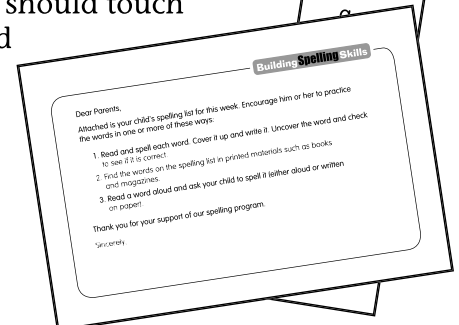 should touch
d
Building Spelling Skills
Dear Parents,
Attached is your child's spelling list for this week. Encourage him or her to practice
the words in one or more of these ways:
1. Read and spell each word. Cover it up and write it. Uncover the word and check
to see if it is correct.
2. Find the words on the spelling list in printed materials such as books
and magazines.
3. Read a word aloud and ask your child to spell it (either aloud or written
on paper).
Thank you for your support of our spelling program.
Sincerely,